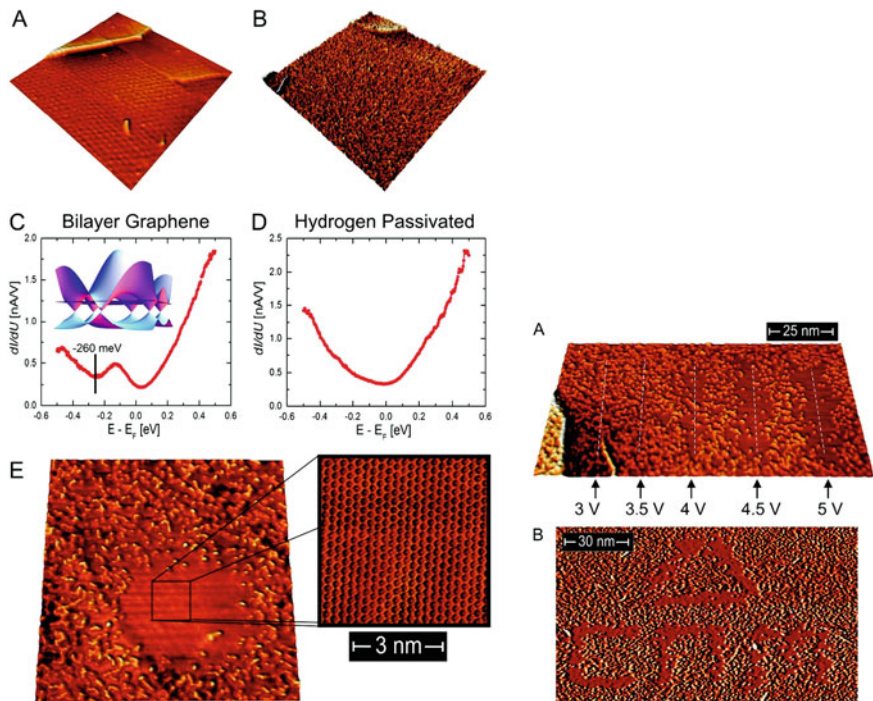 A
B
C Bilayer Graphene
D Hydrogen Passivated
2.0
1.5
1.0
0.5
0.0
dI/dU [nA/V]
-260 meV
-0.6 -0.4 -0.2 0.0 0.2 0.4 0.6
E - E_F [eV]
2.0
1.5
1.0
0.5
0.0
dI/dU [nA/V]
-0.6 -0.4 -0.2 0.0 0.2 0.4 0.6
E - E_F [eV]
E
3 nm
A
25 nm
3 V 3.5 V 4 V 4.5 V 5 V
B
30 nm
CNM